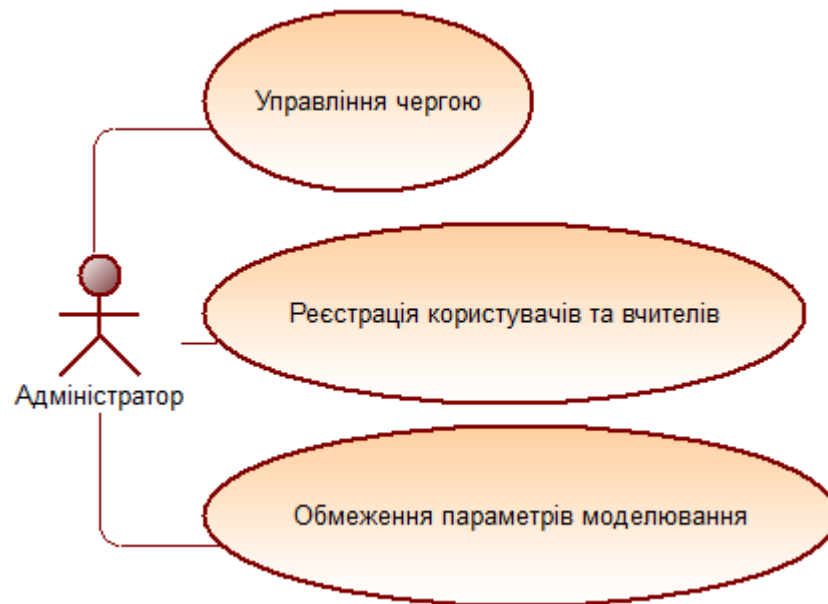 Управління чергою
Реєстрація користувачів та вчителів
Адміністратор
Обмеження параметрів моделювання